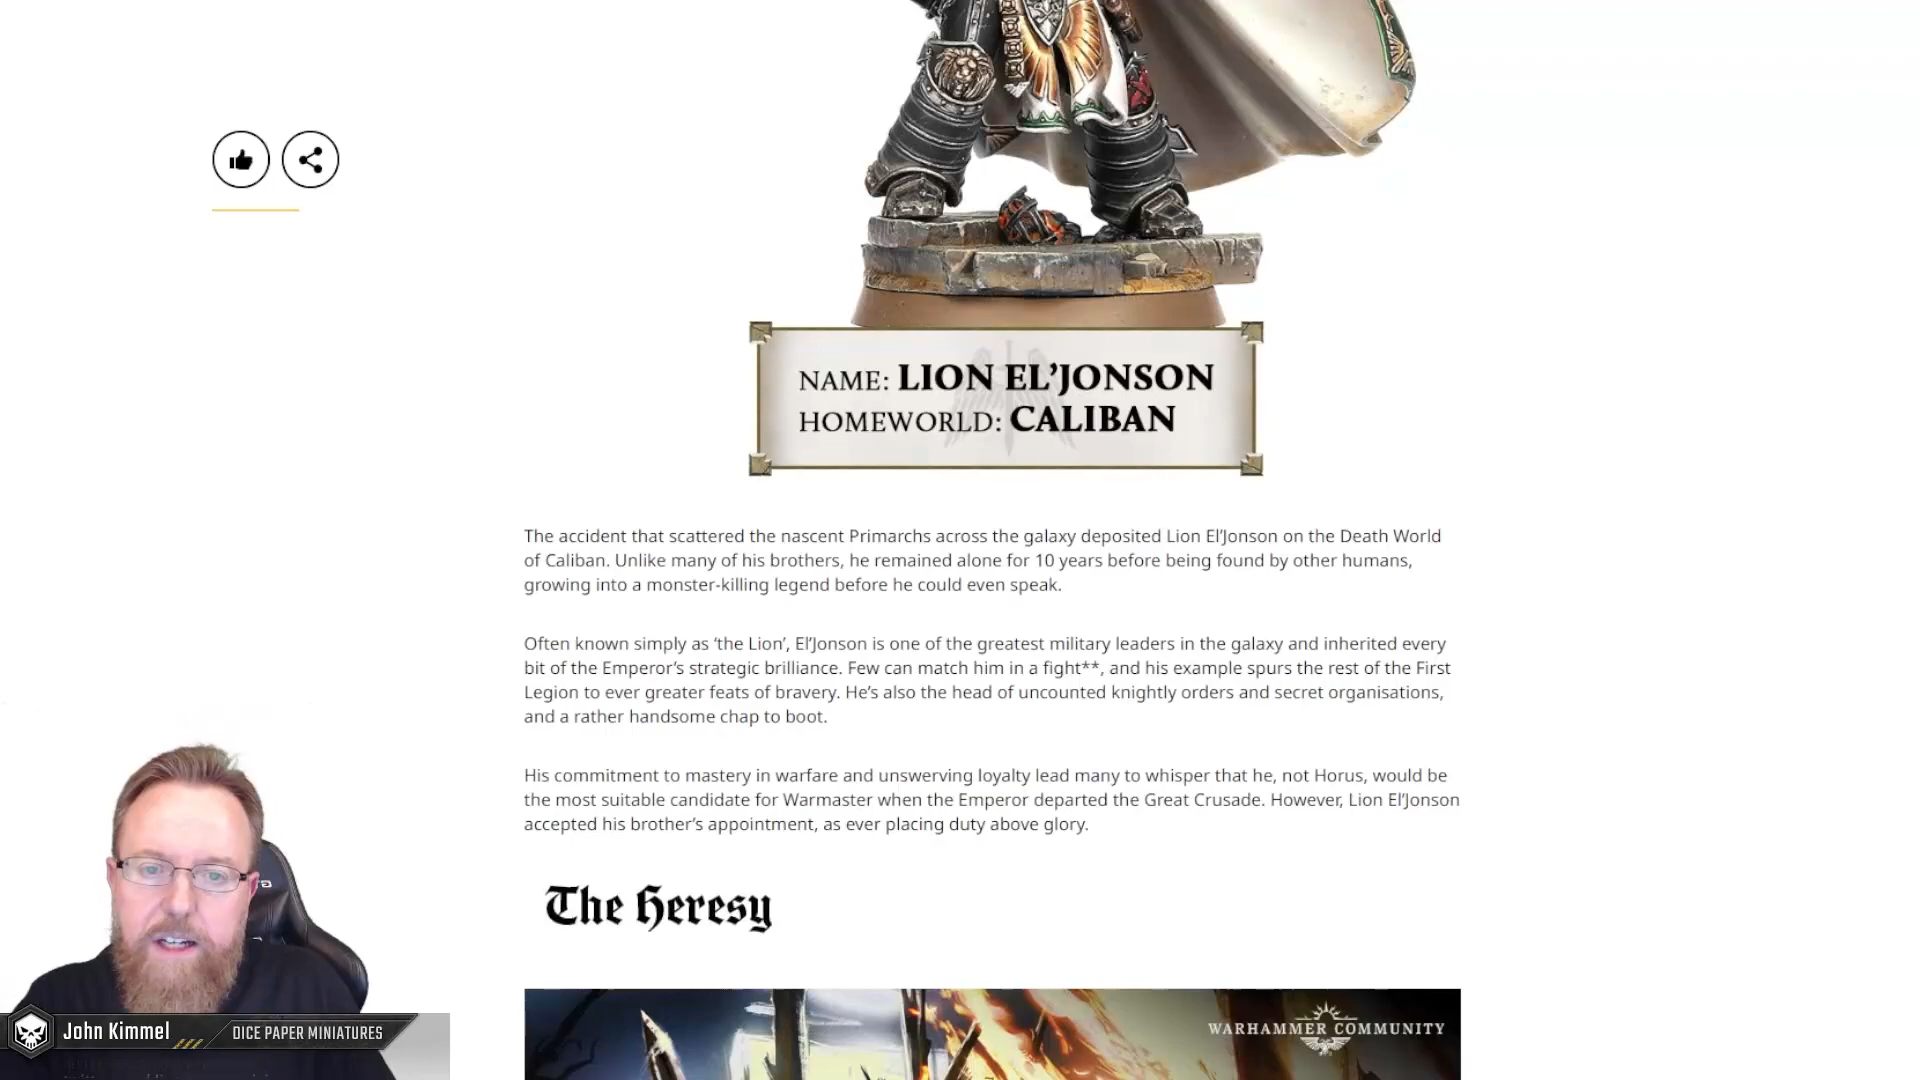 NAME: LION EL’JONSON
HOMEWORLD: CALIBAN
The accident that scattered the nascent Primarchs across the galaxy deposited Lion El’Jonson on the Death World
of Caliban. Unlike many of his brothers, he remained alone for 10 years before being found by other humans,
growing into a monster-killing legend before he could even speak.
Often known simply as ‘the Lion’, El’Jonson is one of the greatest military leaders in the galaxy and inherited every
bit of the Emperor’s strategic brilliance. Few can match him in a fight**, and his example spurs the rest of the First
Legion to ever greater feats of bravery. He’s also the head of uncounted knightly orders and secret organisations,
and a rather handsome chap to boot.
His commitment to mastery in warfare and unswerving loyalty lead many to whisper that he, not Horus, would be
the most suitable candidate for Warmaster when the Emperor departed the Great Crusade. However, Lion El’Jonson
accepted his brother’s appointment, as ever placing duty above glory.
The Heresy
WARHAMMER COMMUNITY
John Kimmel
DICE PAPER MINIATURES